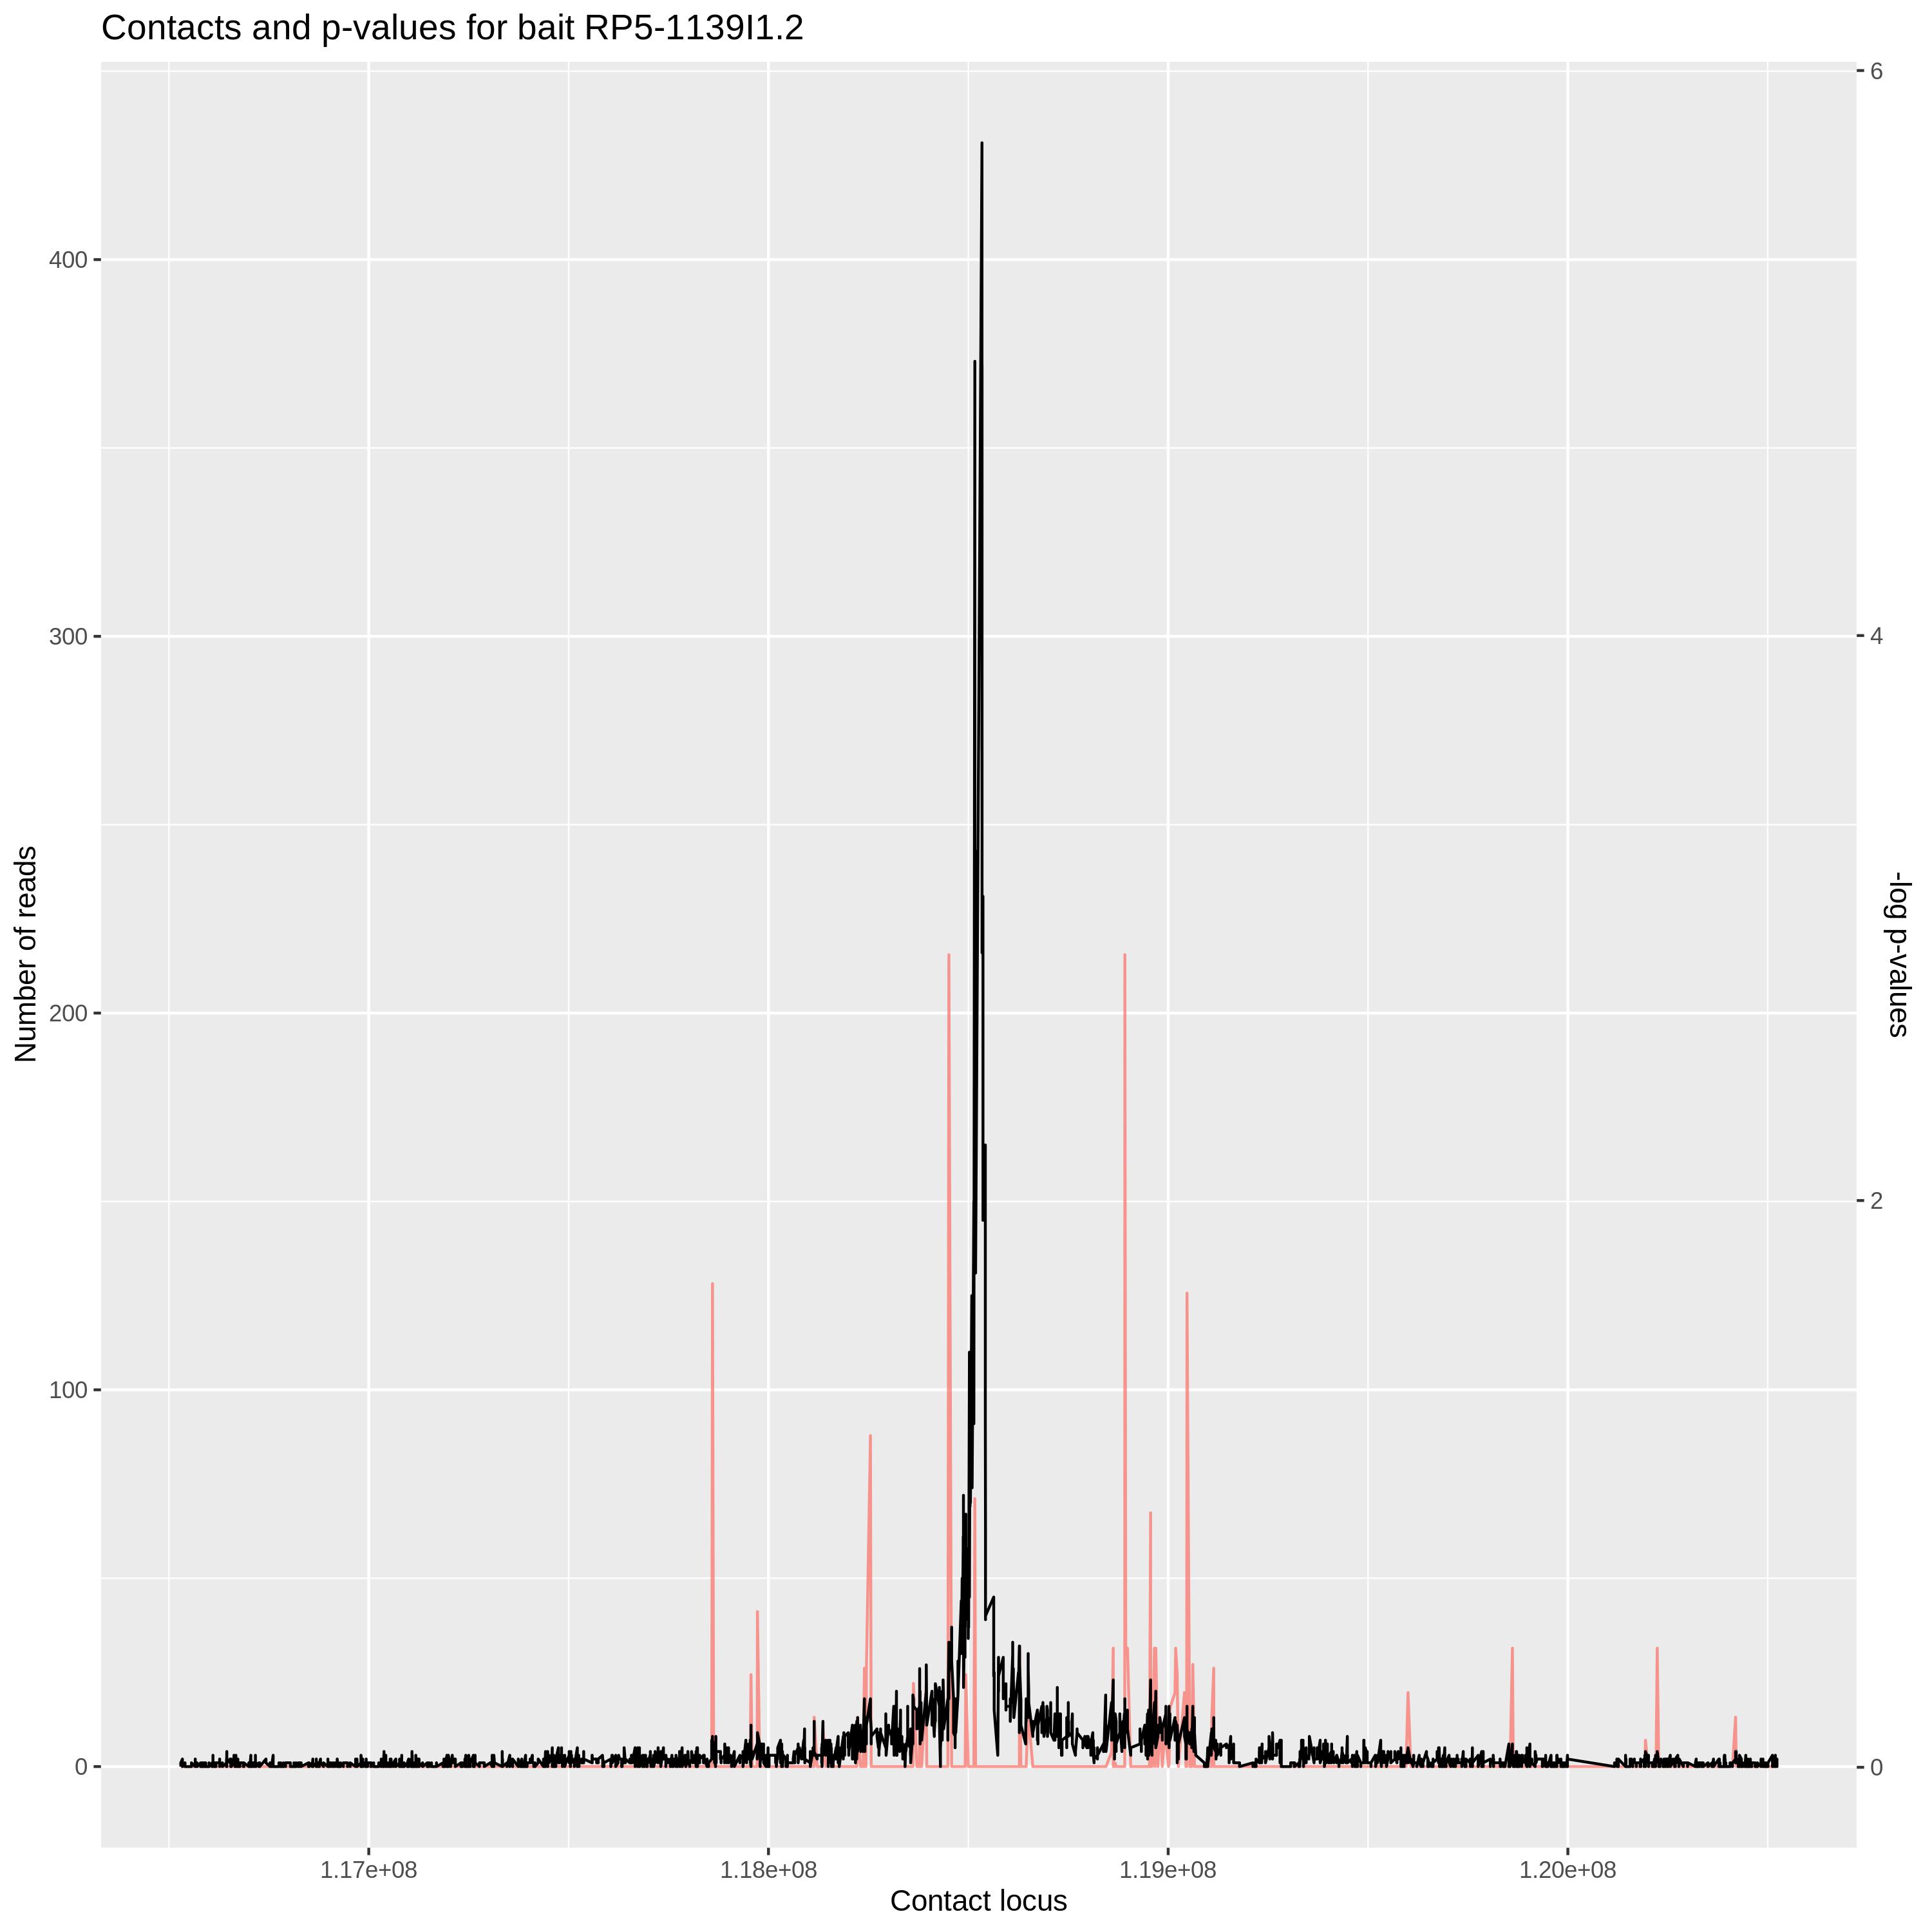 Contacts and p-values for bait RP5-1139I1.2
6
400
300
4
Number of reads
-log p-values
200
2
100
0
0
1.17e+08
1.18e+08
1.19e+08
1.20e+08
Contact locus